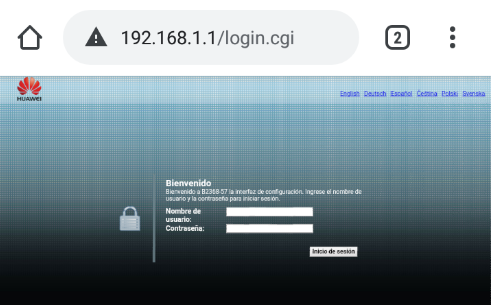 192.168.1.1/login.cgi
2
HUAWEI
English Deutsch Español Čeština Polski Svenska
Bienvenido
Bienvenido a B2368-57 la interfaz de configuración. Ingrese el nombre de
usuario y la contraseña para iniciar sesión.
Nombre de
usuario:
Contraseña:
Inicio de sesión